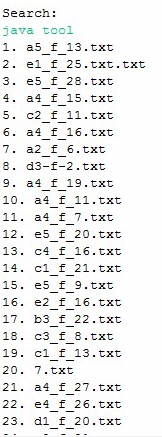 Search:
java tool
1. a5_f_13.txt
2. e1_f_25.txt.txt
3. e5_f_28.txt
4. a4_f_15.txt
5. c2_f_11.txt
6. a4_f_16.txt
7. a2_f_6.txt
8. d3-f-2.txt
9. a4_f_19.txt
10. a4_f_11.txt
11. a4_f_7.txt
12. e5_f_20.txt
13. c4_f_16.txt
14. c1_f_21.txt
15. e5_f_9.txt
16. e2_f_16.txt
17. b3_f_22.txt
18. c3_f_8.txt
19. c1_f_13.txt
20. 7.txt
21. a4_f_27.txt
22. e4_f_26.txt
23. d1_f_20.txt